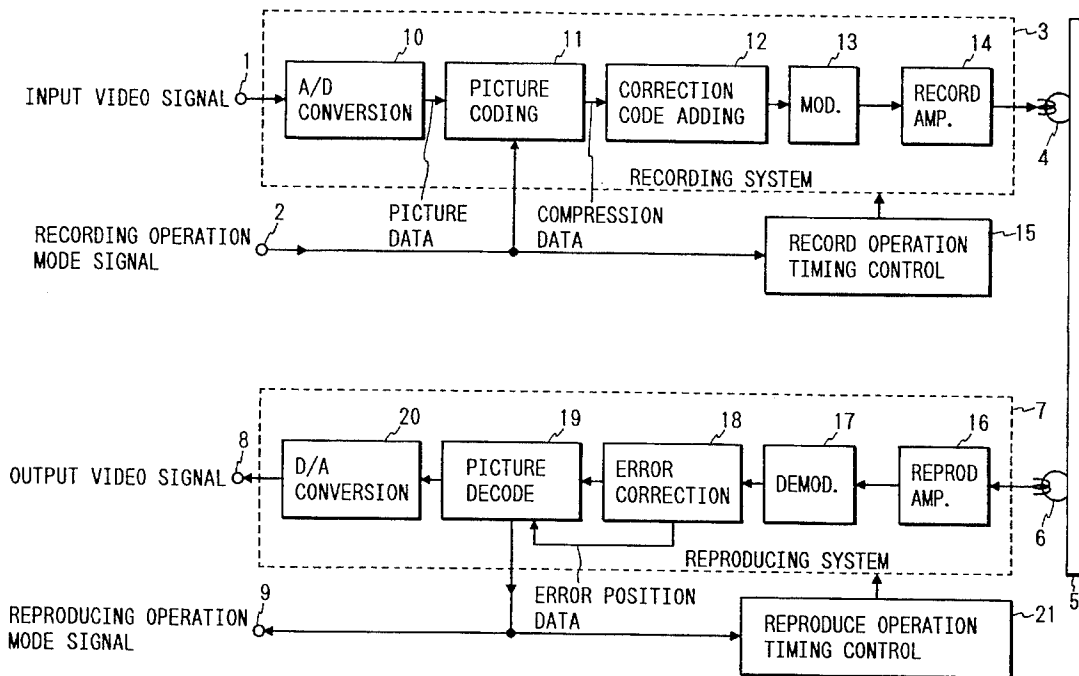 3
1
10
11
12
13
14
INPUT VIDEO SIGNAL
A/D
CONVERSION
PICTURE
CODING
CORRECTION
CODE ADDING
MOD.
RECORD
AMP.
4
RECORDING SYSTEM
2
PICTURE
DATA
COMPRESSION
DATA
RECORDING OPERATION
MODE SIGNAL
RECORD OPERATION
TIMING CONTROL
15
7
8
20
19
18
17
16
OUTPUT VIDEO SIGNAL
D/A
CONVERSION
PICTURE
DECODE
ERROR
CORRECTION
DEMOD.
REPROD
AMP.
6
REPRODUCING SYSTEM
5
9
ERROR POSITION
DATA
REPRODUCING OPERATION
MODE SIGNAL
REPRODUCE OPERATION
TIMING CONTROL
21